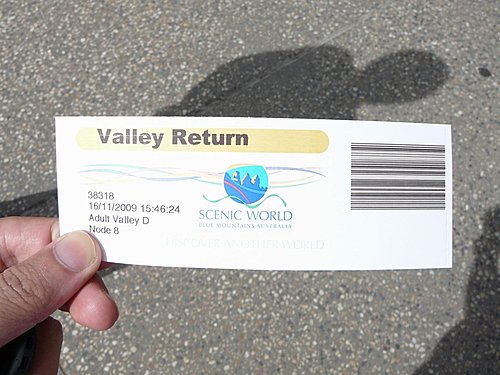 Valley Return
38318
16/11/2009 15:46:24
Adult Valley D
Node 8
SCENIC WORLD
BLUE MOUNTAINS AUSTRALIA
DISCOVER ANOTHER WORLD